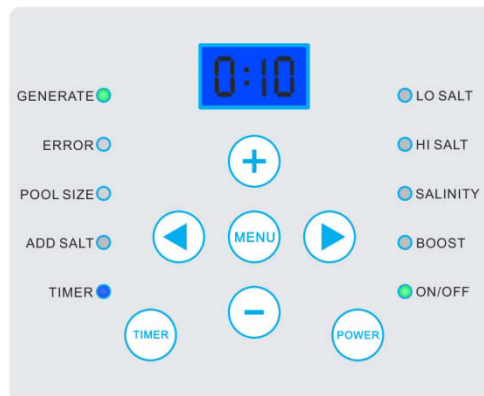 0:10
GENERATE
LO SALT
ERROR
HI SALT
+
POOL SIZE
SALINITY
ADD SALT
MENU
BOOST
TIMER
ON/OFF
-
TIMER
POWER